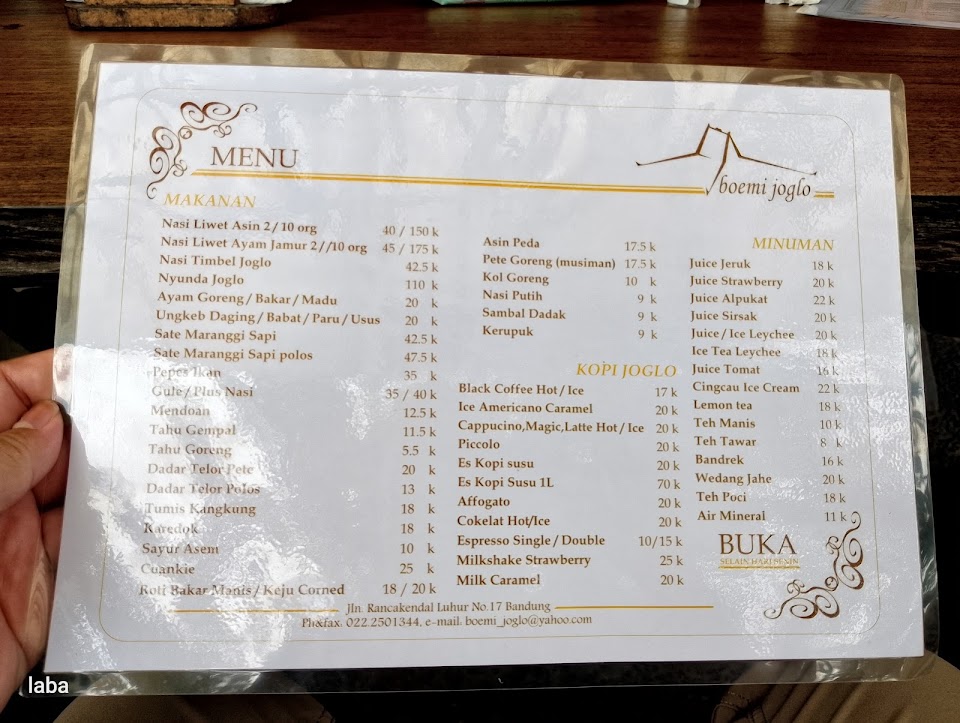 MENU
boemi joglo
MAKANAN
Nasi Liwet Asin 2/10 org 40 / 150 k
Nasi Liwet Ayam Jamur 2//10 org 45 / 175 k
Nasi Timbel Joglo 42.5 k
Nyunda Joglo 110 k
Ayam Goreng/Bakar/Madu 20 k
Ungkeb Daging/Babat/Paru/Usus 20 k
Sate Maranggi Sapi 42.5 k
Sate Maranggi Sapi polos 47.5 k
Pepes Ikan 35 k
Gule/Plus Nasi 35 / 40 k
Mendoan 12.5 k
Tahu Gempal 11.5 k
Tahu Goreng 5.5 k
Dadar Telor Pete 20 k
Dadar Telor Polos 13 k
Tumis Kangkung 18 k
Karedok 18 k
Sayur Asem 10 k
Cuankie 25 k
Roti Bakar Manis/Keju Corned 18 / 20 k
Asin Peda 17.5 k
Pete Goreng (musiman) 17.5 k
Kol Goreng 10 k
Nasi Putih 9 k
Sambal Dadak 9 k
Kerupuk 9 k
KOPI JOGLO
Black Coffee Hot/Ice 17 k
Ice Americano Caramel 20 k
Cappucino,Magic,Latte Hot/Ice 20 k
Piccolo 20 k
Es Kopi susu 20 k
Es Kopi Susu 1L 70 k
Affogato 20 k
Cokelat Hot/Ice 20 k
Espresso Single/Double 10/15 k
Milkshake Strawberry 25 k
Milk Caramel 20 k
MINUMAN
Juice Jeruk 18 k
Juice Strawberry 20 k
Juice Alpukat 22 k
Juice Sirsak 20 k
Juice/Ice Leychee 20 k
Ice Tea Leychee 18 k
Juice Tomat 16 k
Cingcau Ice Cream 22 k
Lemon tea 18 k
Teh Manis 10 k
Teh Tawar 8 k
Bandrek 16 k
Wedang Jahe 20 k
Teh Poci 18 k
Air Mineral 11 k
BUKA
SELAIN HARI SENIN
Jln. Rancakendal Luhur No.17 Bandung
Ph&fax. 022.2501344, e-mail. boemi_joglo@yahoo.com
laba